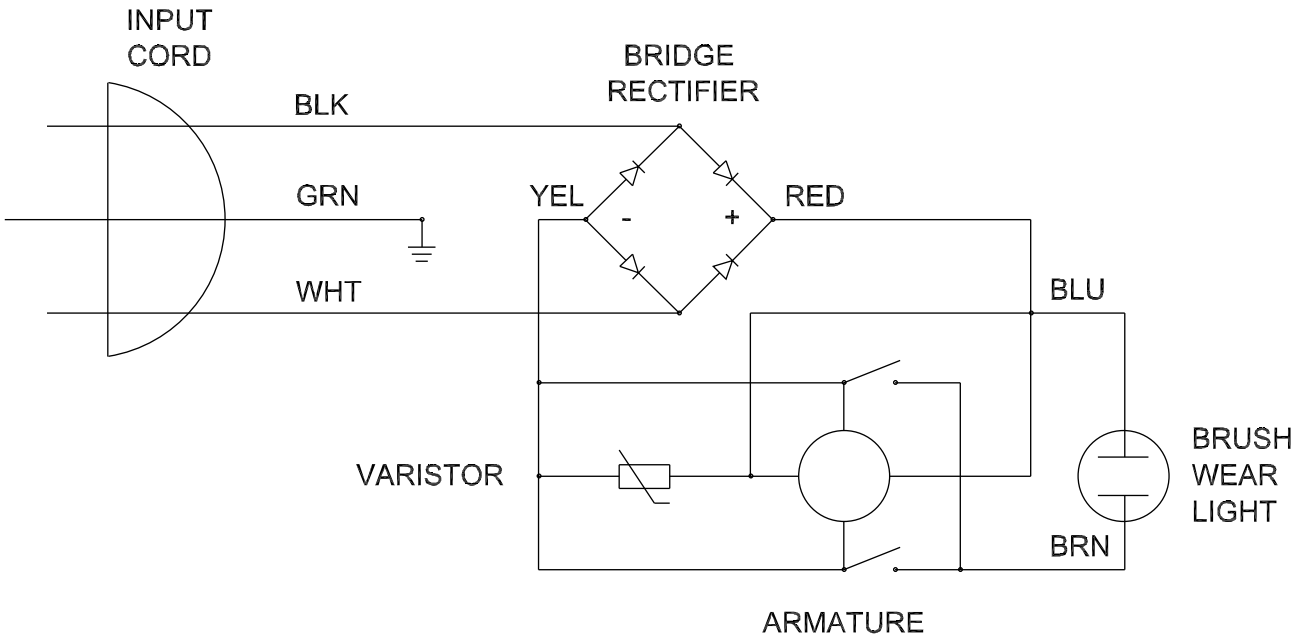 INPUT
CORD
BRIDGE
RECTIFIER
BLK
GRN
YEL
-
+
RED
WHT
BLU
BRUSH
WEAR
LIGHT
VARISTOR
BRN
ARMATURE